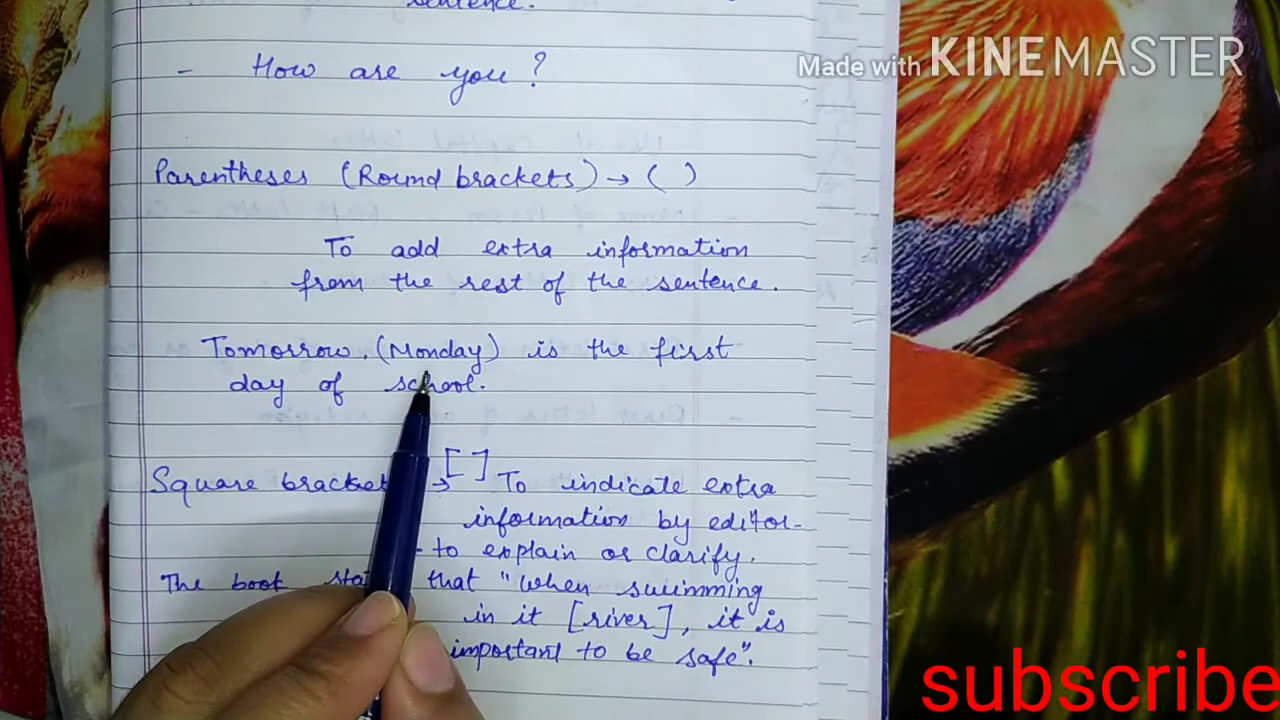 sentence.
Made with KINEMASTER
- How are you?
Parentheses (Round brackets) → ( )
To add extra information
from the rest of the sentence.
Tomorrow, (Monday) is the first
day of school.
Square bracket → [ ] To indicate extra
information by editor-
- to explain or clarify.
The book that "when swimming
in it [river], it is
important to be safe".
subscribe